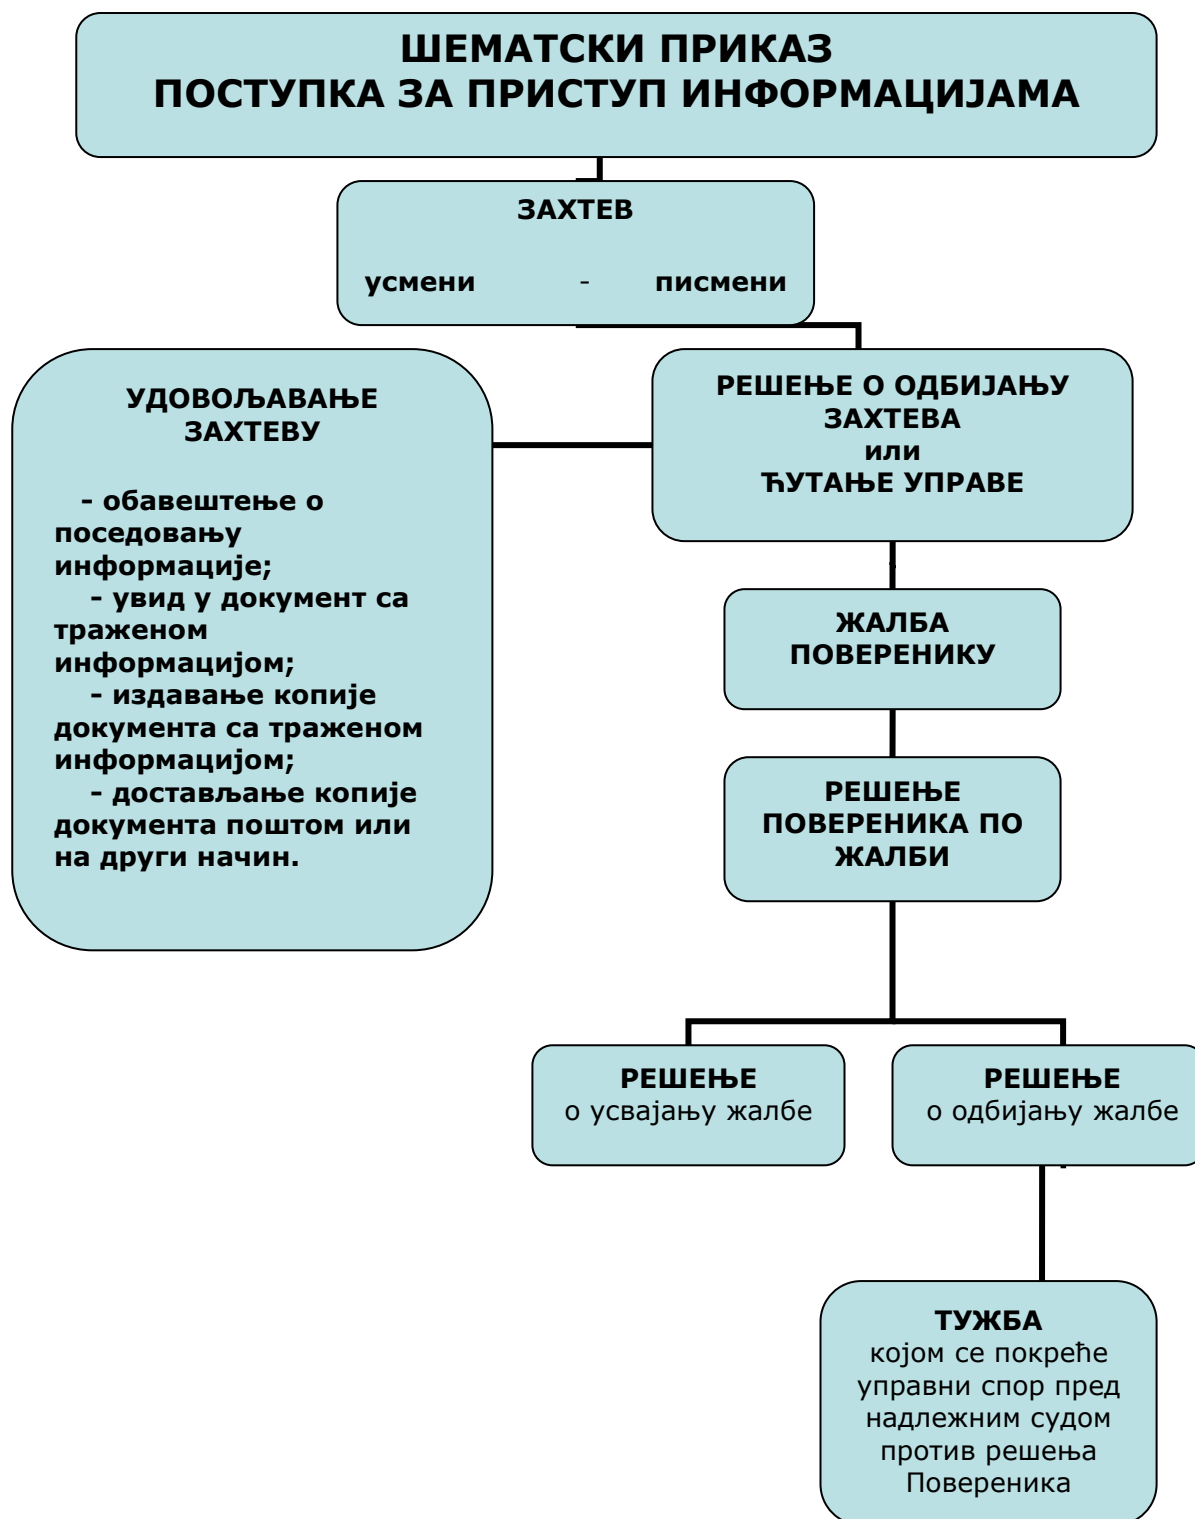 ШЕМАТСКИ ПРИКАЗ
ПОСТУПКА ЗА ПРИСТУП ИНФОРМАЦИЈАМА
ЗАХТЕВ
усмени - писмени
УДОВОЉАВАЊЕ
ЗАХТЕВУ
- обавештење о
поседовању
информације;
- увид у документ са
траженом
информацијом;
- издавање копије
документа са траженом
информацијом;
- достављање копије
документа поштом или
на други начин.
РЕШЕЊЕ О ОДБИЈАЊУ
ЗАХТЕВА
или
ЋУТАЊЕ УПРАВЕ
ЖАЛБА
ПОВЕРЕНИКУ
РЕШЕЊЕ
ПОВЕРЕНИКА ПО
ЖАЛБИ
РЕШЕЊЕ
о усвајању жалбе
РЕШЕЊЕ
о одбијању жалбе
ТУЖБА
којом се покреће
управни спор пред
надлежним судом
против решења
Повереника